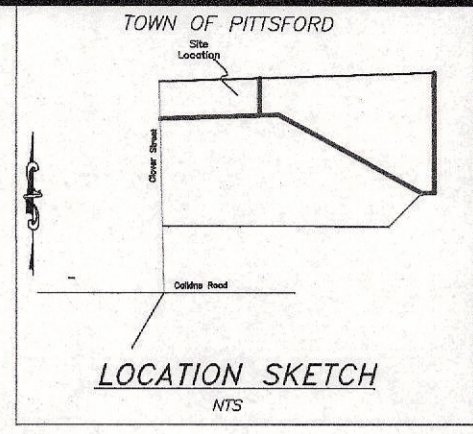 TOWN OF PITTSFORD
Site
Location
Clover Street
Calkins Road
LOCATION SKETCH
NTS